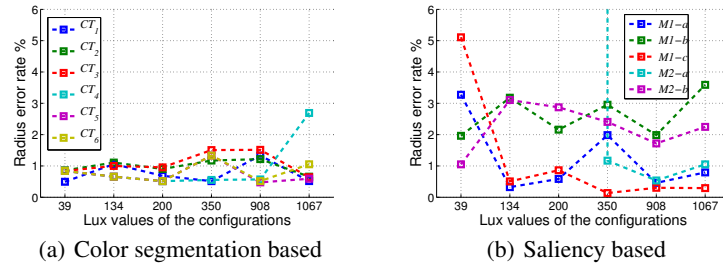 6
5
4
3
2
1
0
39 134 200 350 908 1067
Radius error rate %
Lux values of the configurations
CT1
CT2
CT3
CT4
CT5
CT6
(a) Color segmentation based
6
5
4
3
2
1
0
39 134 200 350 908 1067
Radius error rate %
Lux values of the configurations
M1-a
M1-b
M1-c
M2-a
M2-b
(b) Saliency based